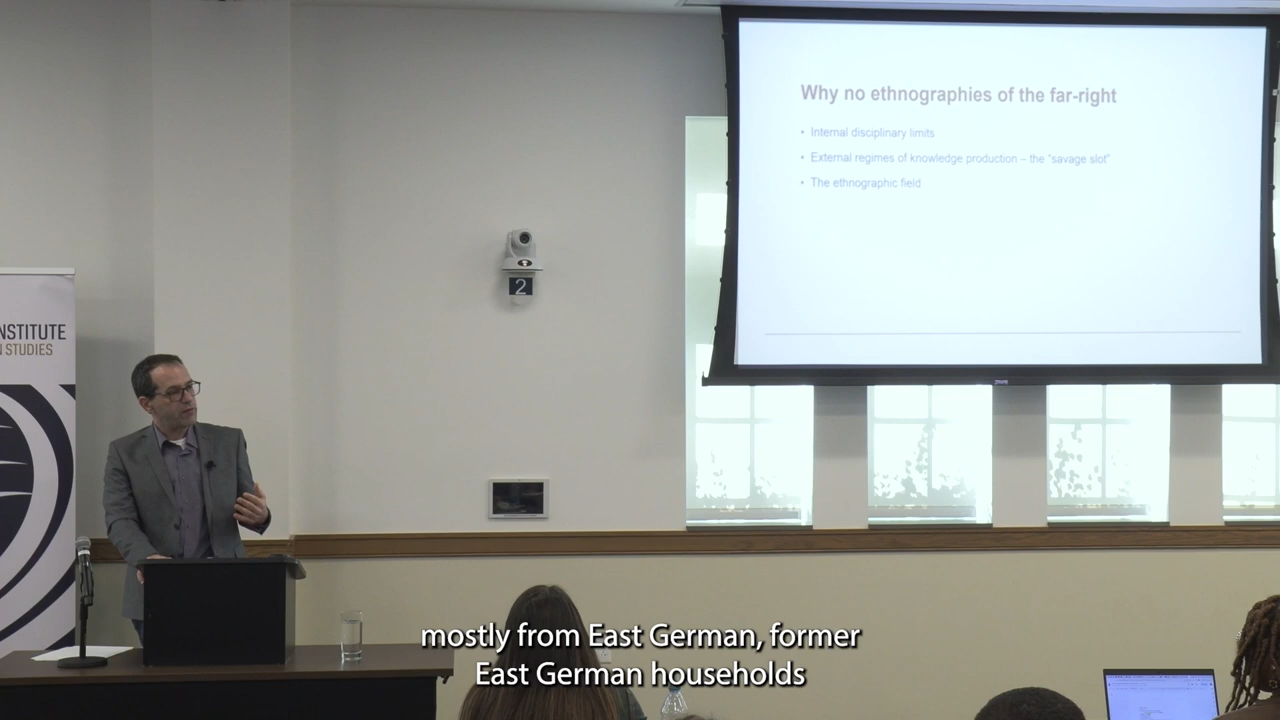 Why no ethnographies of the far-right
• Internal disciplinary limits
• External regimes of knowledge production – the "savage slot"
• The ethnographic field
2
NSTITUTE
STUDIES
mostly from East German, former
East German households